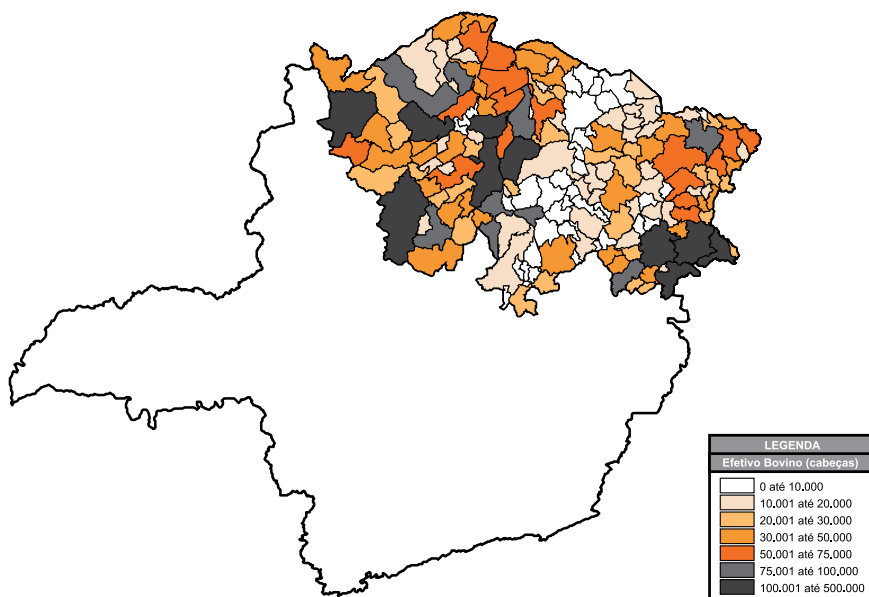 LEGENDA
Efetivo Bovino (cabeças)
0 até 10.000
10.001 até 20.000
20.001 até 30.000
30.001 até 50.000
50.001 até 75.000
75.001 até 100.000
100.001 até 500.000